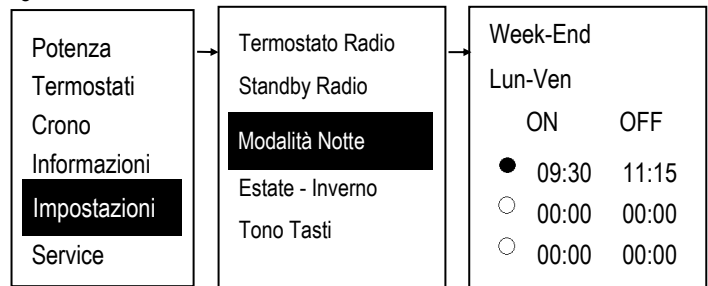 Potenza
Termostati
Crono
Informazioni
Impostazioni
Service
Termostato Radio
Standby Radio
Modalità Notte
Estate - Inverno
Tono Tasti
Week-End
Lun-Ven
ON OFF
09:30 11:15
00:00 00:00
00:00 00:00